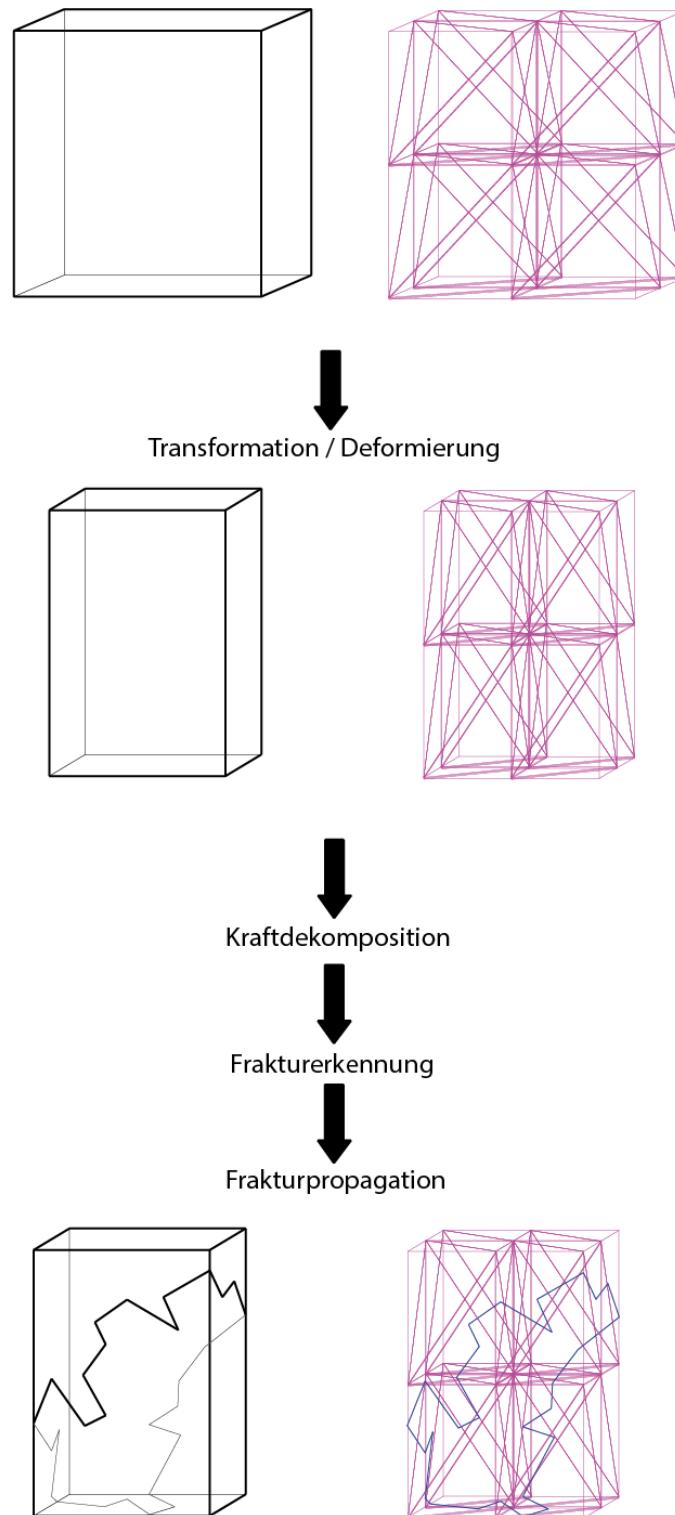 Transformation / Deformierung
Kraftdekomposition
Frakturerkennung
Frakturpropagation